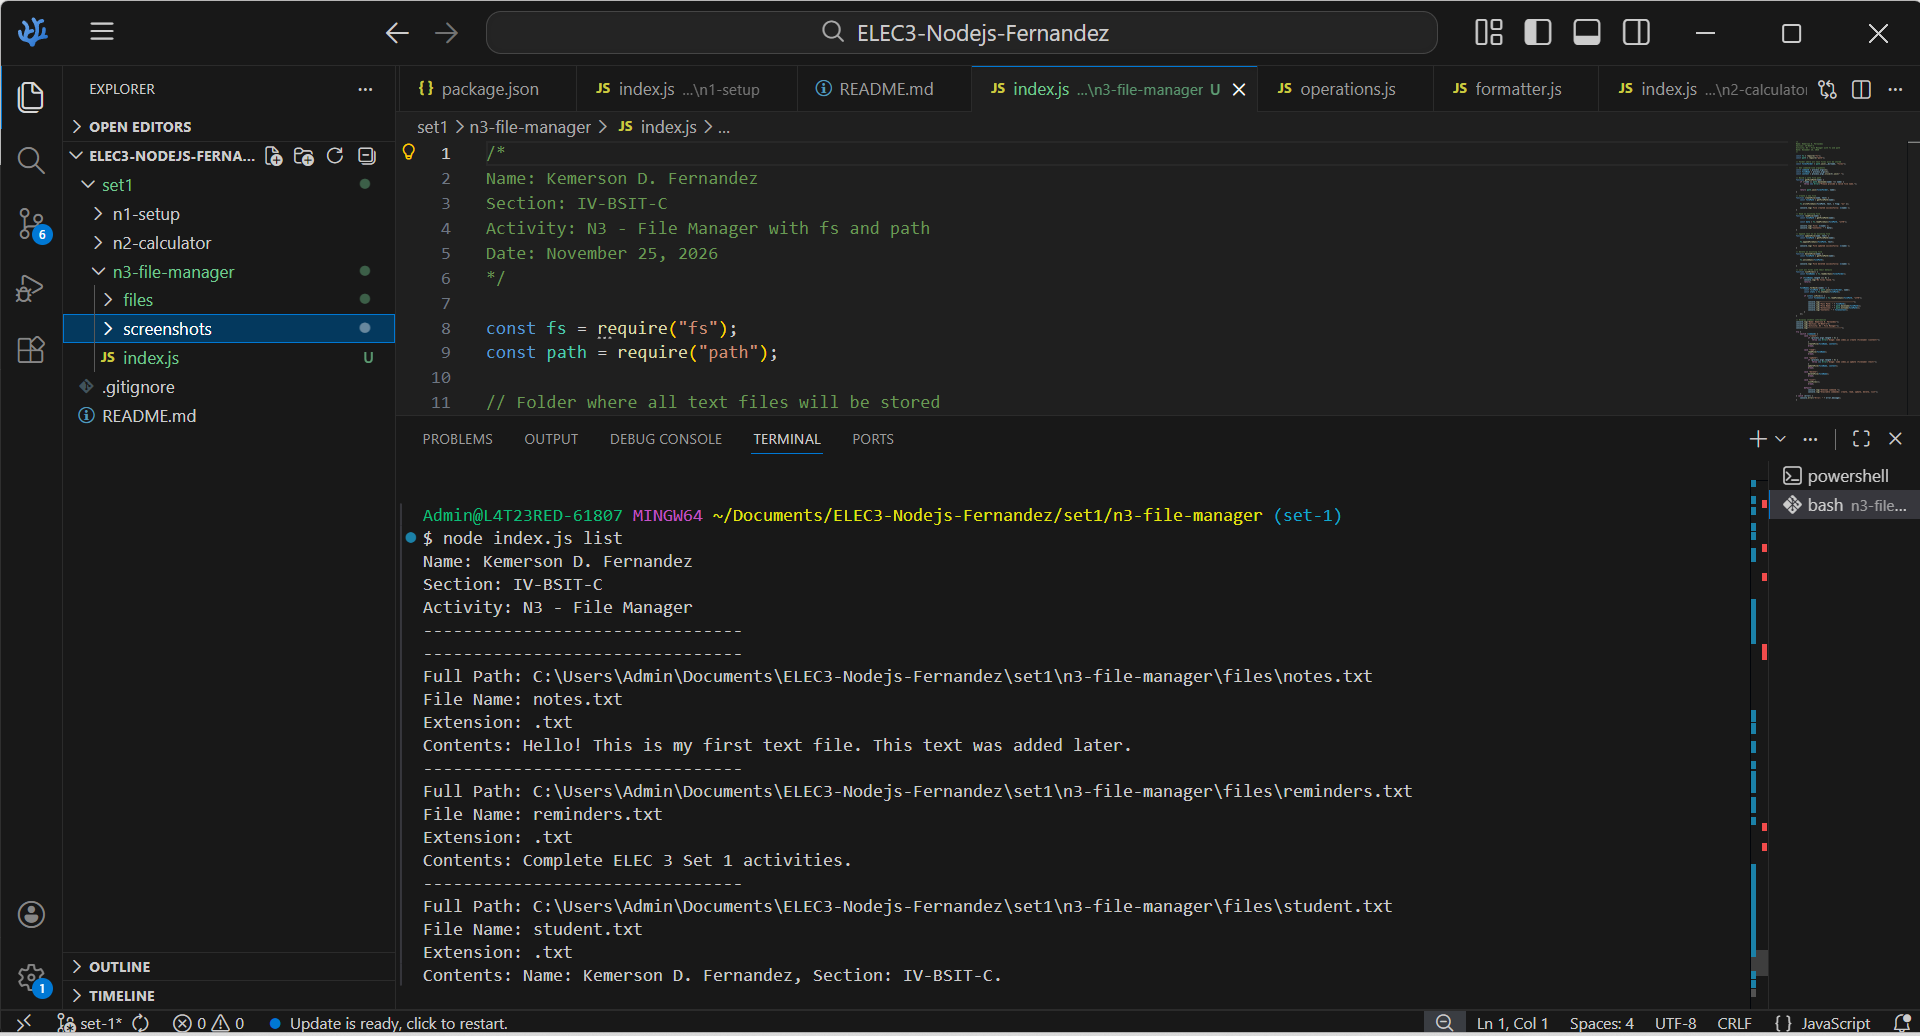 ELEC3-Nodejs-Fernandez
EXPLORER
OPEN EDITORS
ELEC3-NODEJS-FERNA...
set1
n1-setup
n2-calculator
n3-file-manager
files
screenshots
JS index.js U
.gitignore
README.md
OUTLINE
TIMELINE
6
1
{} package.json
JS index.js ...\n1-setup
README.md
JS index.js ...\n3-file-manager U
JS operations.js
JS formatter.js
JS index.js ...\n2-calculator
set1 > n3-file-manager > JS index.js > ...
1 /*
2 Name: Kemerson D. Fernandez
3 Section: IV-BSIT-C
4 Activity: N3 - File Manager with fs and path
5 Date: November 25, 2026
6 */
7
8 const fs = require("fs");
9 const path = require("path");
10
11 // Folder where all text files will be stored
PROBLEMS OUTPUT DEBUG CONSOLE TERMINAL PORTS
powershell
bash n3-file...
Admin@L4T23RED-61807 MINGW64 ~/Documents/ELEC3-Nodejs-Fernandez/set1/n3-file-manager (set-1)
$ node index.js list
Name: Kemerson D. Fernandez
Section: IV-BSIT-C
Activity: N3 - File Manager
--------------------------------
--------------------------------
Full Path: C:\Users\Admin\Documents\ELEC3-Nodejs-Fernandez\set1\n3-file-manager\files\notes.txt
File Name: notes.txt
Extension: .txt
Contents: Hello! This is my first text file. This text was added later.
--------------------------------
Full Path: C:\Users\Admin\Documents\ELEC3-Nodejs-Fernandez\set1\n3-file-manager\files\reminders.txt
File Name: reminders.txt
Extension: .txt
Contents: Complete ELEC 3 Set 1 activities.
--------------------------------
Full Path: C:\Users\Admin\Documents\ELEC3-Nodejs-Fernandez\set1\n3-file-manager\files\student.txt
File Name: student.txt
Extension: .txt
Contents: Name: Kemerson D. Fernandez, Section: IV-BSIT-C.
set-1* 0 0 Update is ready, click to restart. Ln 1, Col 1 Spaces: 4 UTF-8 CRLF {} JavaScript